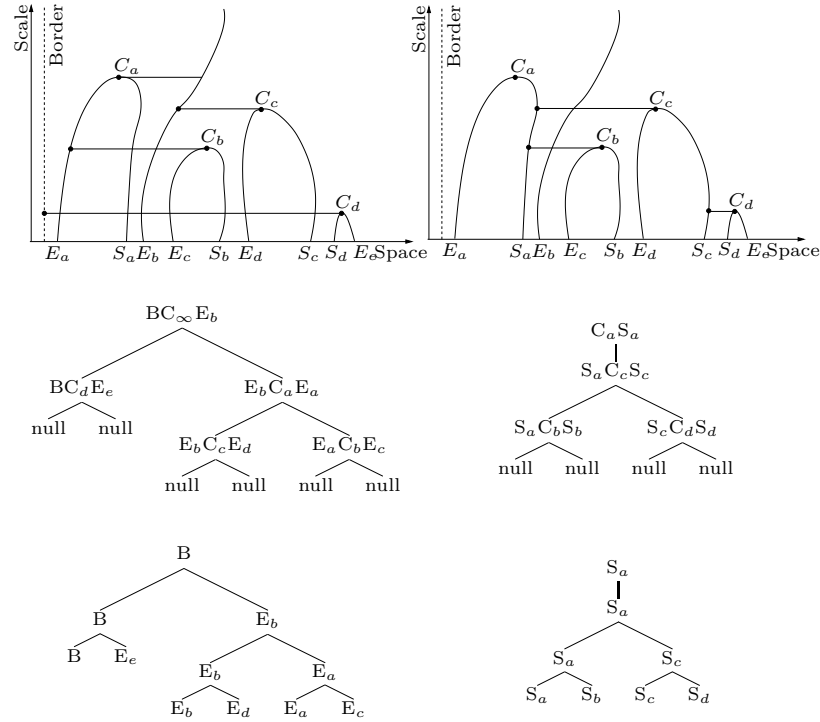 Scale
Border
C_a
C_c
C_b
C_d
E_a S_a E_b E_c S_b E_d S_c S_d E_e Space
Scale
Border
C_a
C_c
C_b
C_d
E_a S_a E_b E_c S_b E_d S_c S_d E_e Space
BC_∞E_b
BC_dE_e E_bC_aE_a
null null E_bC_cE_d E_aC_bE_c
null null null null
C_aS_a
S_aC_cS_c
S_aC_bS_b S_cC_dS_d
null null null null
B
B E_b
B E_e E_b E_a
E_b E_d E_a E_c
S_a
S_a
S_a S_c
S_a S_b S_c S_d